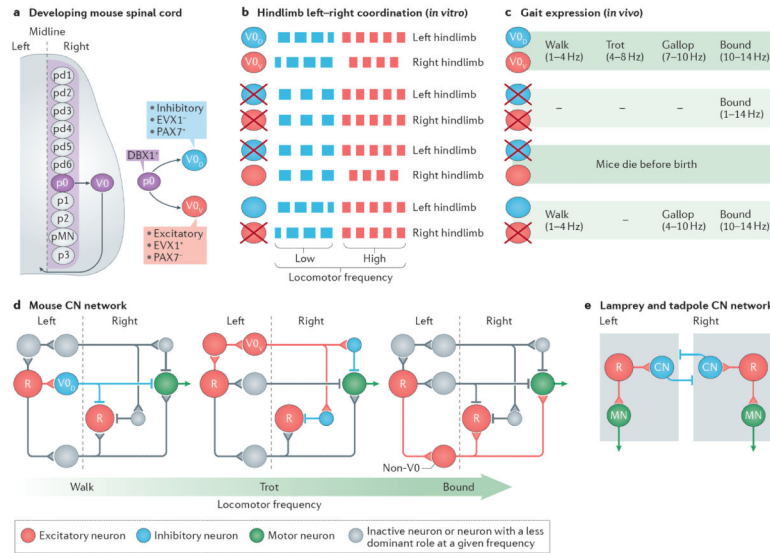 a Developing mouse spinal cord
Midline
Left
Right
pd1
pd2
pd3
pd4
pd5
pd6
p0
V0
p1
p2
pMN
p3
DBX1⁺
p0
• Inhibitory
• EVX1⁻
• PAX7⁺
V0D
V0V
• Excitatory
• EVX1⁺
• PAX7⁻
b Hindlimb left–right coordination (in vitro)
V0D
Left hindlimb
V0V
Right hindlimb
Left hindlimb
Right hindlimb
Left hindlimb
Right hindlimb
Left hindlimb
Right hindlimb
Low
High
Locomotor frequency
c Gait expression (in vivo)
V0D
V0V
Walk
(1–4 Hz)
Trot
(4–8 Hz)
Gallop
(7–10 Hz)
Bound
(10–14 Hz)
–
–
–
Bound
(1–14 Hz)
Mice die before birth
Walk
(1–4 Hz)
–
Gallop
(4–10 Hz)
Bound
(10–14 Hz)
d Mouse CN network
Left
Right
R
V0D
R
Left
Right
V0V
R
R
Left
Right
R
R
Non-V0
Walk
Trot
Bound
Locomotor frequency
e Lamprey and tadpole CN network
Left
Right
R
CN
CN
R
MN
MN
Excitatory neuron
Inhibitory neuron
Motor neuron
Inactive neuron or neuron with a less
dominant role at a given frequency